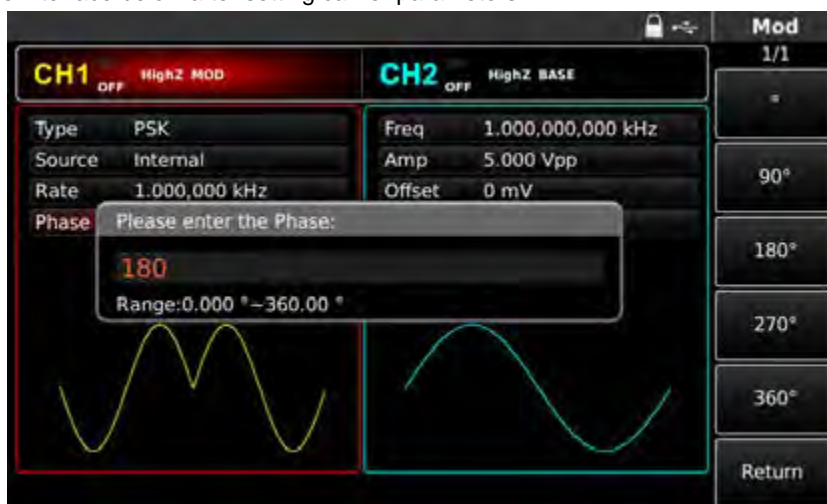 Mod
1/1
CH1 OFF HighZ MOD
CH2 OFF HighZ BASE
Type PSK
Source Internal
Rate 1.000,000 kHz
Phase
Freq 1.000,000,000 kHz
Amp 5.000 Vpp
Offset 0 mV
Please enter the Phase:
180
Range:0.000 °~360.00 °
°
90°
180°
270°
360°
Return